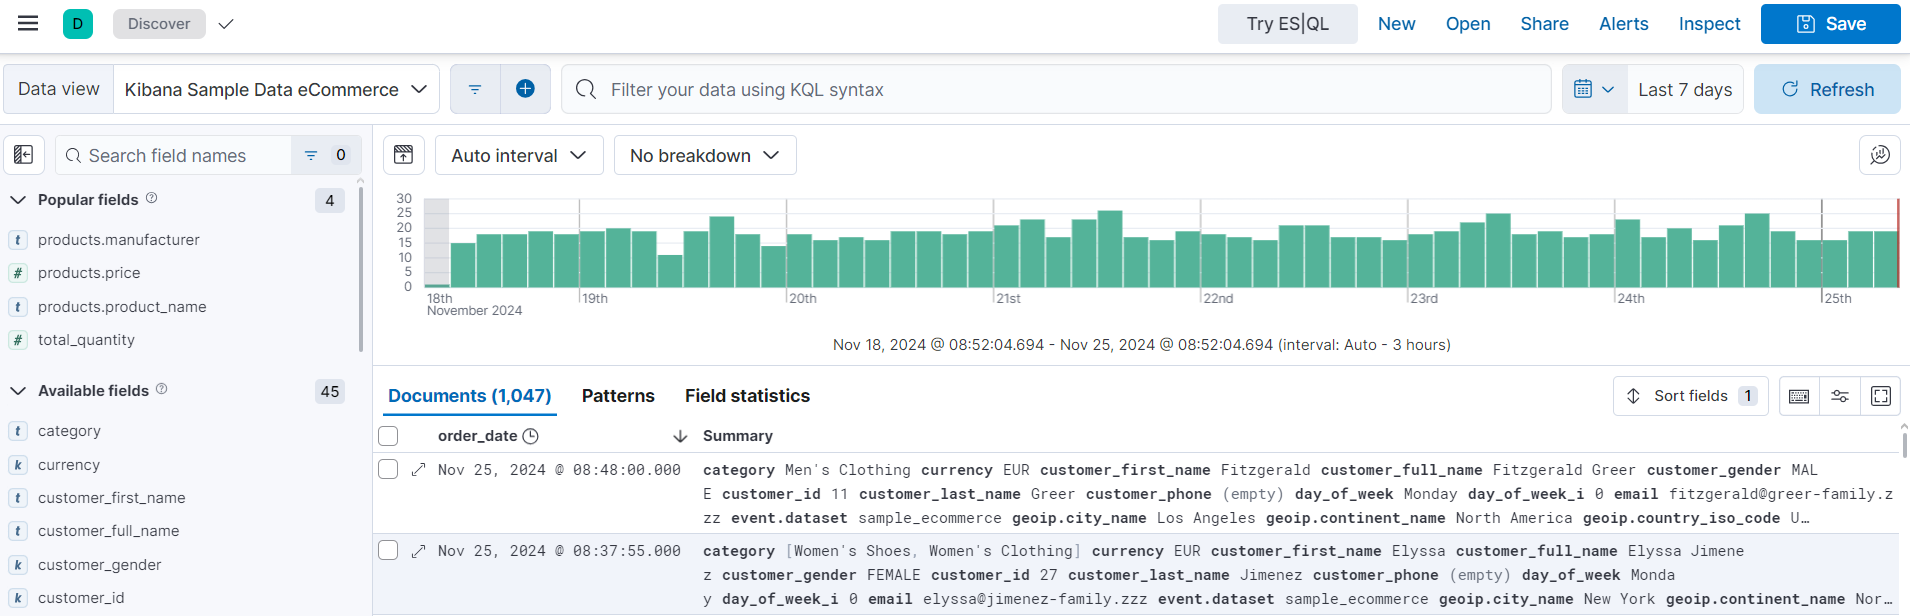 D Discover Try ES|QL New Open Share Alerts Inspect Save
Data view Kibana Sample Data eCommerce Filter your data using KQL syntax Last 7 days Refresh
Search field names 0 Auto interval No breakdown
Popular fields 4
t products.manufacturer
# products.price
t products.product_name
# total_quantity
Available fields 45
t category
k currency
t customer_first_name
t customer_full_name
k customer_gender
k customer_id
30
25
20
15
10
5
0
18th 19th 20th 21st 22nd 23rd 24th 25th
November 2024
Nov 18, 2024 @ 08:52:04.694 - Nov 25, 2024 @ 08:52:04.694 (interval: Auto - 3 hours)
Documents (1,047) Patterns Field statistics Sort fields 1
order_date Summary
Nov 25, 2024 @ 08:48:00.000 category Men's Clothing currency EUR customer_first_name Fitzgerald customer_full_name Fitzgerald Greer customer_gender MAL
E customer_id 11 customer_last_name Greer customer_phone (empty) day_of_week Monday day_of_week_i 0 email fitzgerald@greer-family.z
zz event.dataset sample_ecommerce geoip.city_name Los Angeles geoip.continent_name North America geoip.country_iso_code U…
Nov 25, 2024 @ 08:37:55.000 category [Women's Shoes, Women's Clothing] currency EUR customer_first_name Elyssa customer_full_name Elyssa Jimene
z customer_gender FEMALE customer_id 27 customer_last_name Jimenez customer_phone (empty) day_of_week Monda
y day_of_week_i 0 email elyssa@jimenez-family.zzz event.dataset sample_ecommerce geoip.city_name New York geoip.continent_name Nor…